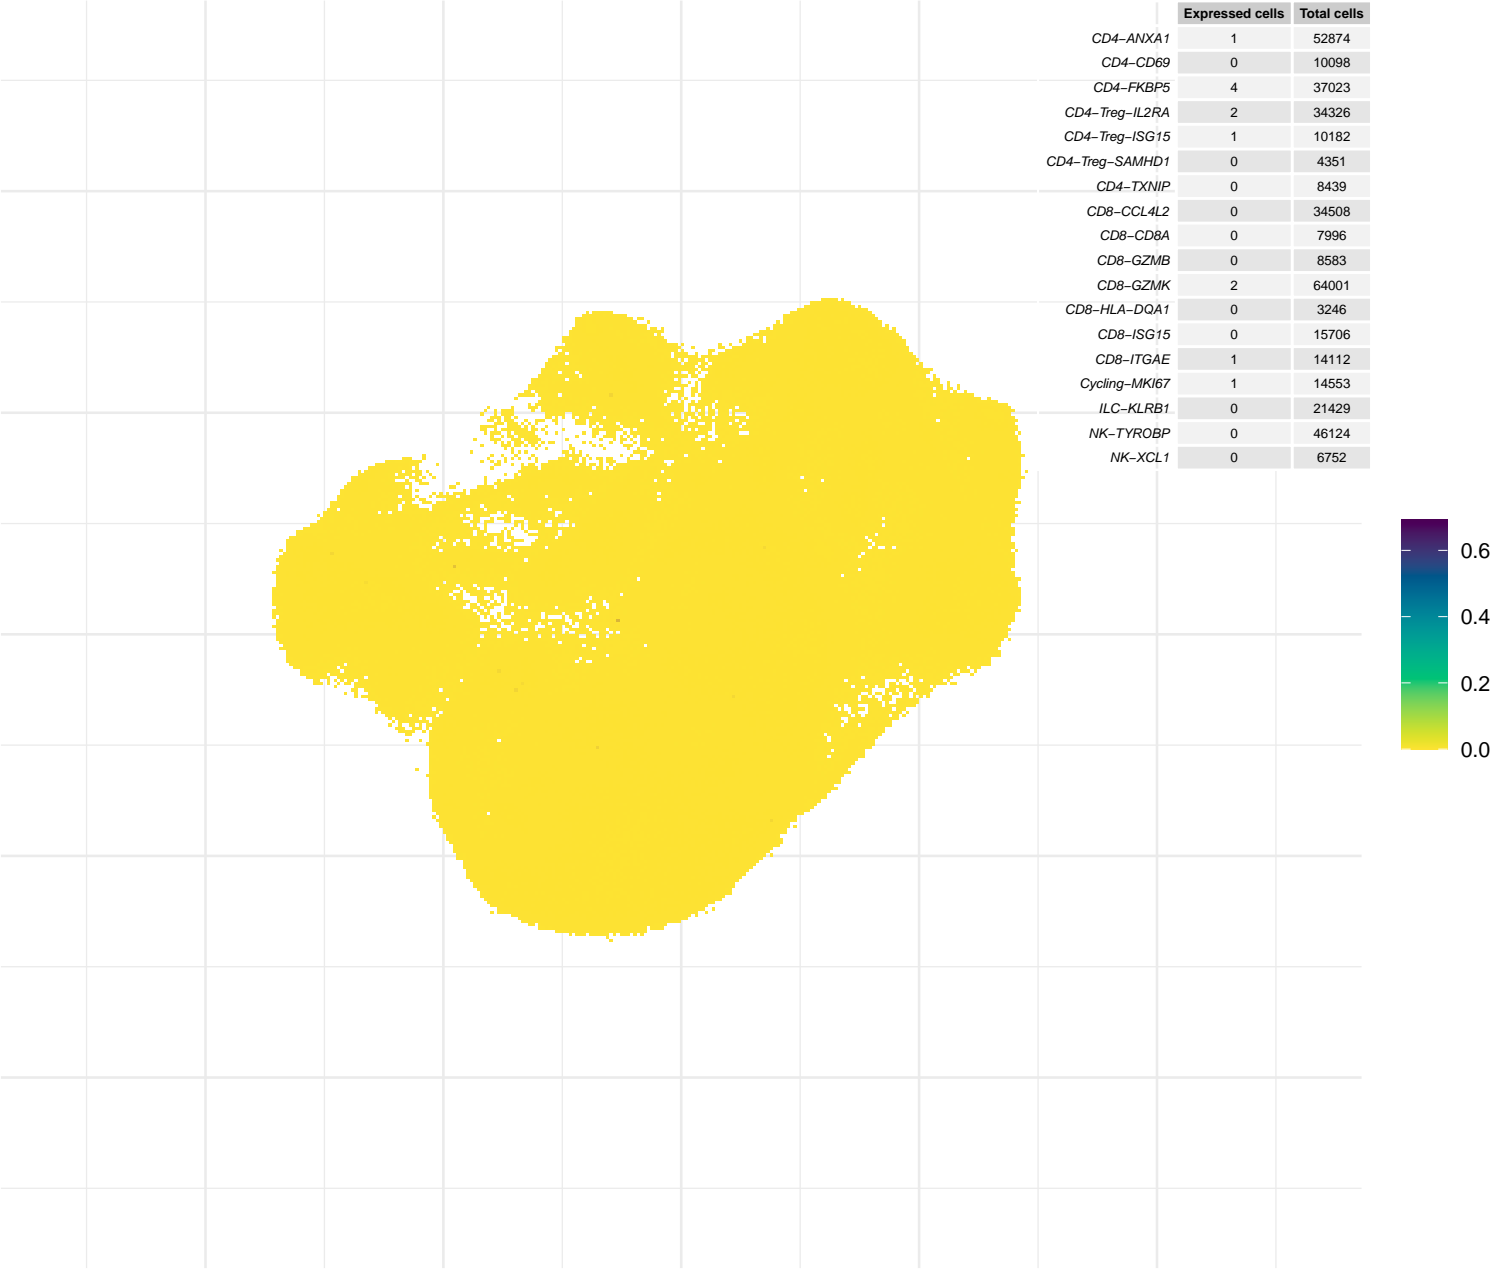 Expressed cells Total cells
CD4−ANXA1 1 52874
CD4−CD69 0 10098
CD4−FKBP5 4 37023
CD4−Treg−IL2RA 2 34326
CD4−Treg−ISG15 1 10182
CD4−Treg−SAMHD1 0 4351
CD4−TXNIP 0 8439
CD8−CCL4L2 0 34508
CD8−CD8A 0 7996
CD8−GZMB 0 8583
CD8−GZMK 2 64001
CD8−HLA−DQA1 0 3246
CD8−ISG15 0 15706
CD8−ITGAE 1 14112
Cycling−MKI67 1 14553
ILC−KLRB1 0 21429
NK−TYROBP 0 46124
NK−XCL1 0 6752
0.6
0.4
0.2
0.0